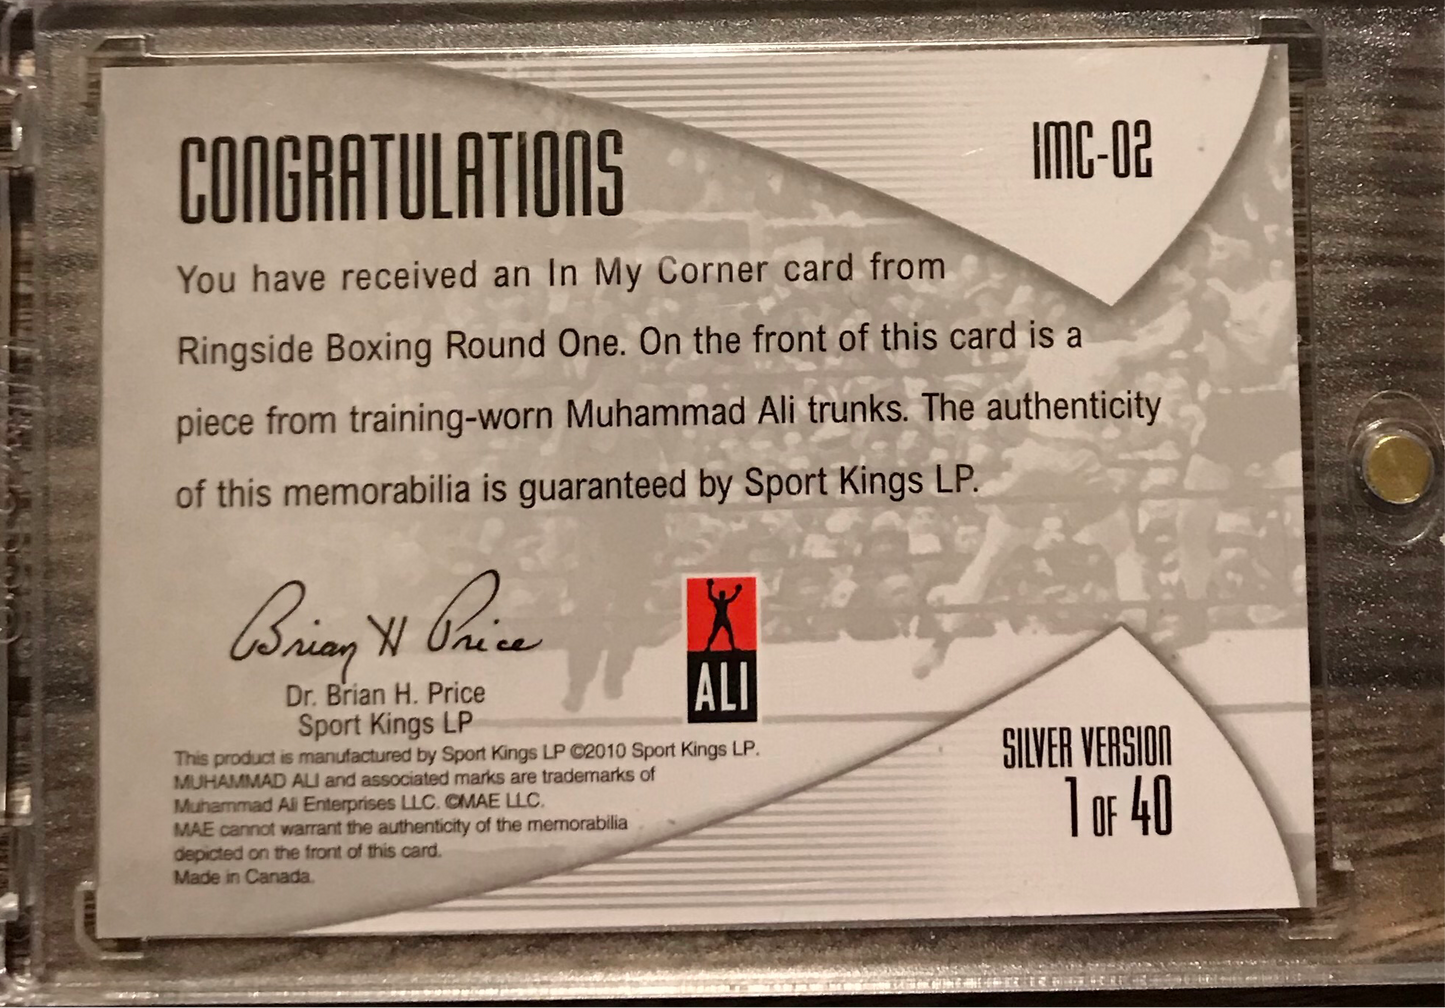 CONGRATULATIONS
IMC-02
You have received an In My Corner card from
Ringside Boxing Round One. On the front of this card is a
piece from training-worn Muhammad Ali trunks. The authenticity
of this memorabilia is guaranteed by Sport Kings LP.
Brian H Price
Dr. Brian H. Price
Sport Kings LP
ALI
This product is manufactured by Sport Kings LP ©2010 Sport Kings LP.
MUHAMMAD ALI and associated marks are trademarks of
Muhammad Ali Enterprises LLC. ©MAE LLC.
MAE cannot warrant the authenticity of the memorabilia
depicted on the front of this card.
Made in Canada.
SILVER VERSION
1 OF 40